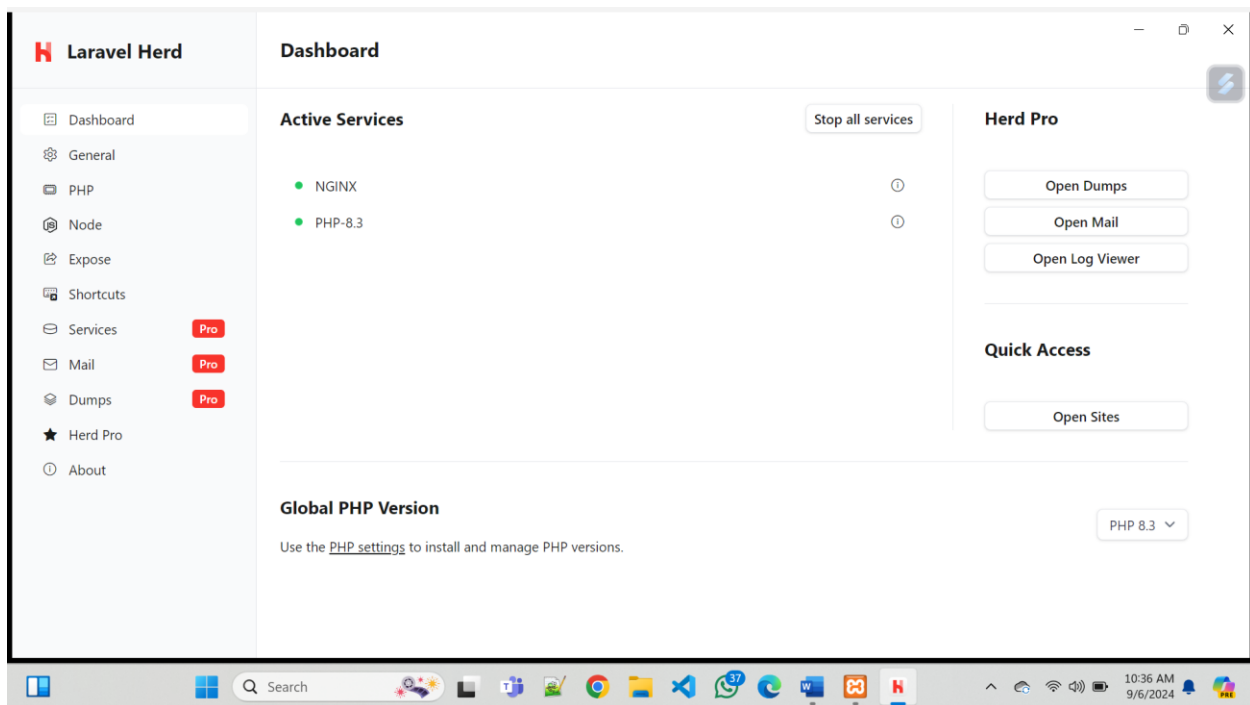 Laravel Herd
Dashboard
Dashboard
General
PHP
Node
Expose
Shortcuts
Services Pro
Mail Pro
Dumps Pro
Herd Pro
About
Active Services
Stop all services
NGINX
PHP-8.3
Herd Pro
Open Dumps
Open Mail
Open Log Viewer
Quick Access
Open Sites
Global PHP Version
Use the PHP settings to install and manage PHP versions.
PHP 8.3
Search
37
10:36 AM
9/6/2024
PRE